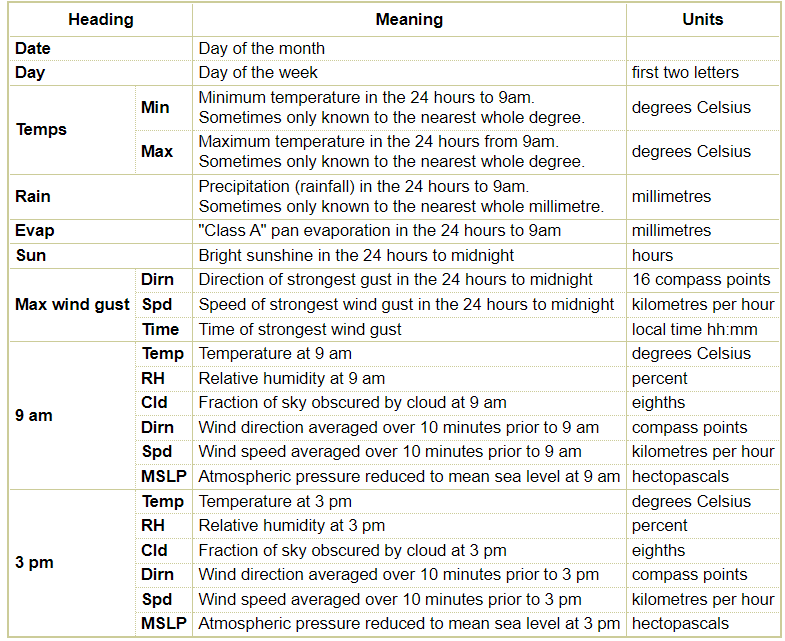 Heading Meaning Units
Date Day of the month
Day Day of the week first two letters
Temps Min Minimum temperature in the 24 hours to 9am. Sometimes only known to the nearest whole degree. degrees Celsius
Max Maximum temperature in the 24 hours from 9am. Sometimes only known to the nearest whole degree. degrees Celsius
Rain Precipitation (rainfall) in the 24 hours to 9am. Sometimes only known to the nearest whole millimetre. millimetres
Evap "Class A" pan evaporation in the 24 hours to 9am millimetres
Sun Bright sunshine in the 24 hours to midnight hours
Max wind gust Dirn Direction of strongest gust in the 24 hours to midnight 16 compass points
Spd Speed of strongest wind gust in the 24 hours to midnight kilometres per hour
Time Time of strongest wind gust local time hh:mm
9 am Temp Temperature at 9 am degrees Celsius
RH Relative humidity at 9 am percent
Cld Fraction of sky obscured by cloud at 9 am eighths
Dirn Wind direction averaged over 10 minutes prior to 9 am compass points
Spd Wind speed averaged over 10 minutes prior to 9 am kilometres per hour
MSLP Atmospheric pressure reduced to mean sea level at 9 am hectopascals
3 pm Temp Temperature at 3 pm degrees Celsius
RH Relative humidity at 3 pm percent
Cld Fraction of sky obscured by cloud at 3 pm eighths
Dirn Wind direction averaged over 10 minutes prior to 3 pm compass points
Spd Wind speed averaged over 10 minutes prior to 3 pm kilometres per hour
MSLP Atmospheric pressure reduced to mean sea level at 3 pm hectopascals